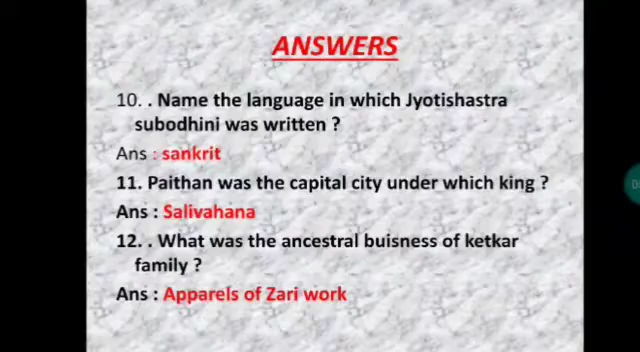 ANSWERS
10. . Name the language in which Jyotishastra
subodhini was written ?
Ans : sankrit
11. Paithan was the capital city under which king ?
Ans : Salivahana
12. . What was the ancestral buisness of ketkar
family ?
Ans : Apparels of Zari work